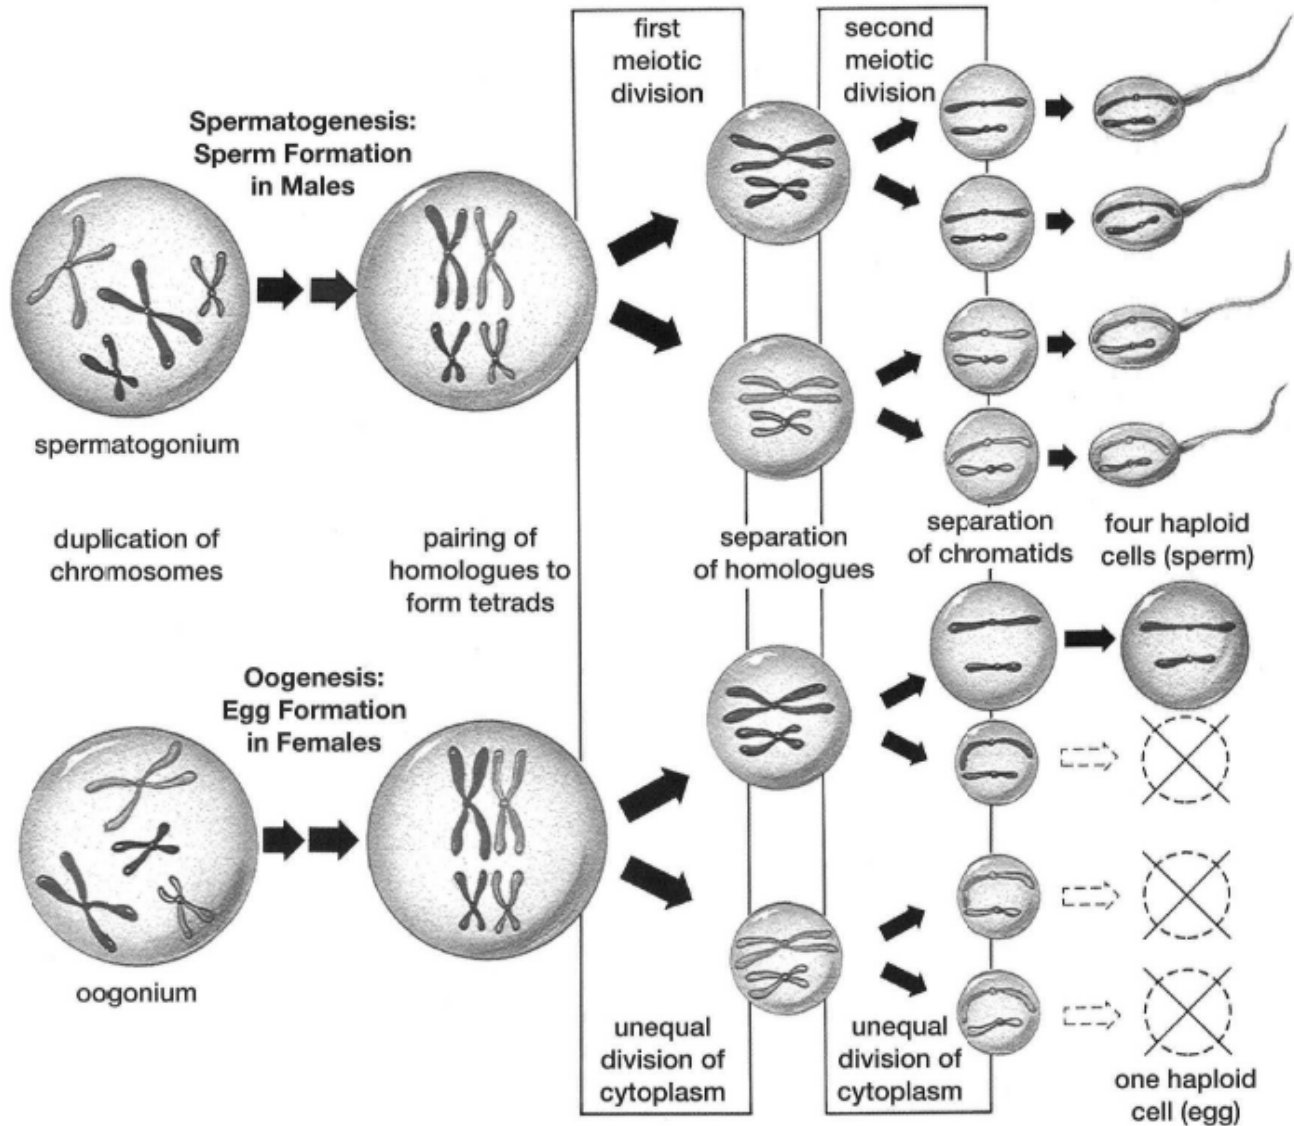 first
meiotic
division
second
meiotic
division
Spermatogenesis:
Sperm Formation
in Males
spermatogonium
duplication of
chromosomes
pairing of
homologues to
form tetrads
separation
of homologues
separation
of chromatids
four haploid
cells (sperm)
Oogenesis:
Egg Formation
in Females
oogonium
unequal
division of
cytoplasm
unequal
division of
cytoplasm
one haploid
cell (egg)